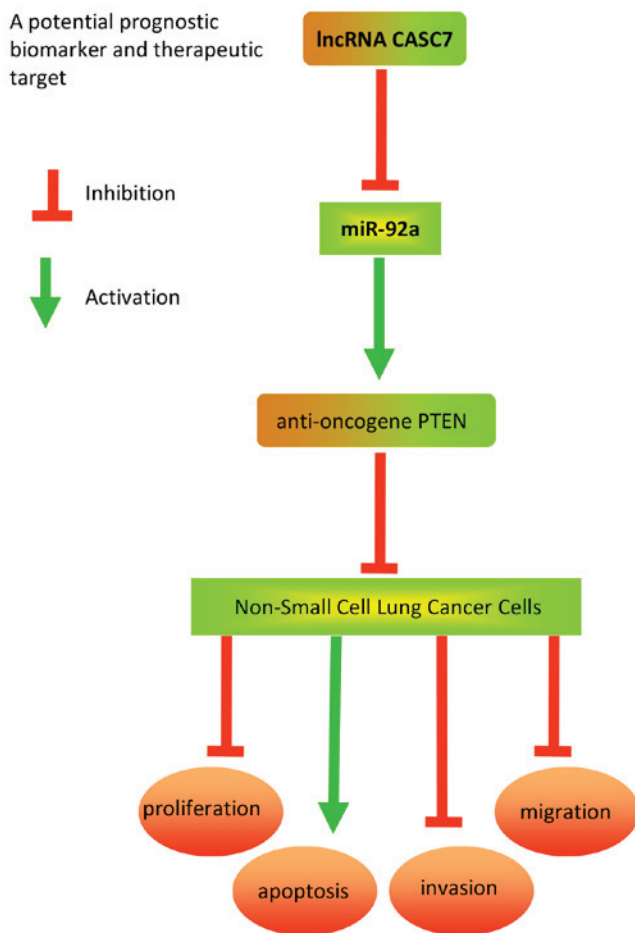 A potential prognostic
biomarker and therapeutic
target
lncRNA CASC7
Inhibition
miR-92a
Activation
anti-oncogene PTEN
Non-Small Cell Lung Cancer Cells
proliferation
migration
apoptosis
invasion